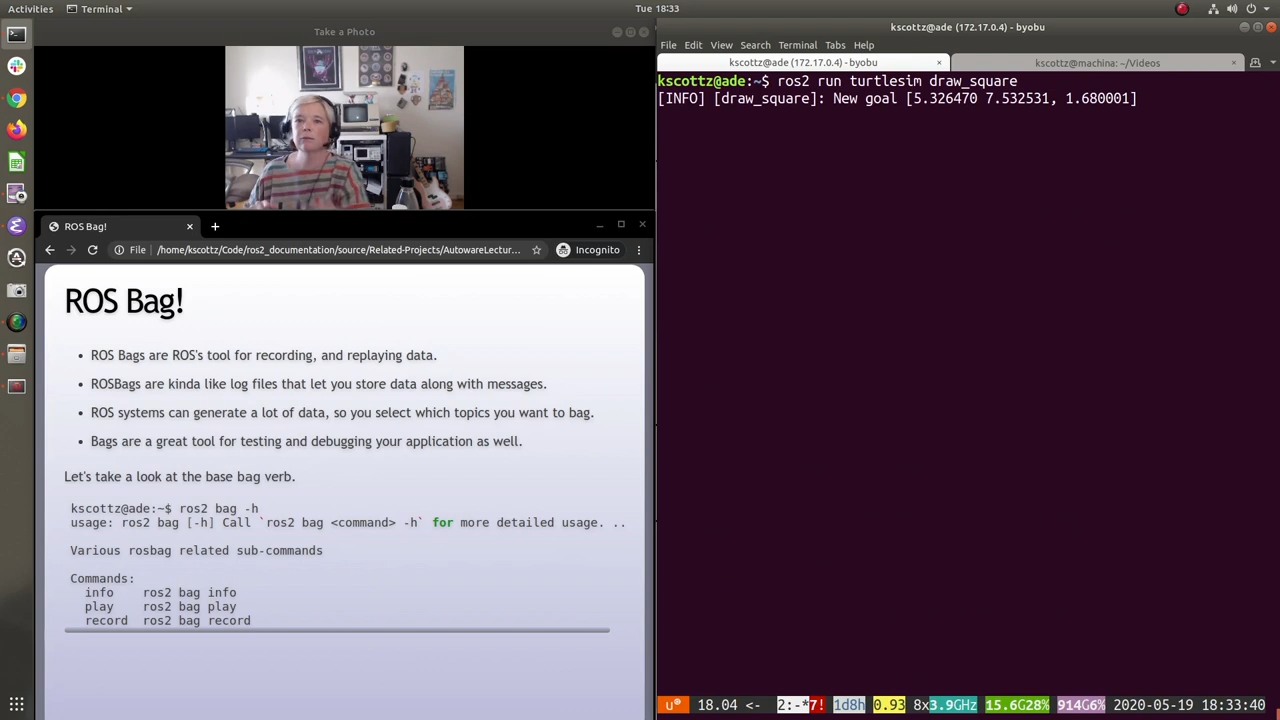 Activities
Terminal
Tue 18:33
Take a Photo
kscottz@ade (172.17.0.4) - byobu
File Edit View Search Terminal Tabs Help
kscottz@ade (172.17.0.4) - byobu
kscottz@machina: ~/Videos
kscottz@ade:~$ ros2 run turtlesim draw_square
[INFO] [draw_square]: New goal [5.326470 7.532531, 1.680001]
ROS Bag!
File /home/kscottz/Code/ros2_documentation/source/Related-Projects/AutowareLectur...
Incognito
ROS Bag!
• ROS Bags are ROS's tool for recording, and replaying data.
• ROSBags are kinda like log files that let you store data along with messages.
• ROS systems can generate a lot of data, so you select which topics you want to bag.
• Bags are a great tool for testing and debugging your application as well.
Let's take a look at the base bag verb.
kscottz@ade:~$ ros2 bag -h
usage: ros2 bag [-h] Call `ros2 bag <command> -h` for more detailed usage. ..
Various rosbag related sub-commands
Commands:
info ros2 bag info
play ros2 bag play
record ros2 bag record
u 18.04 <- 2:-*7! 1d8h 0.93 8x3.9GHz 15.6G28% 914G6% 2020-05-19 18:33:40